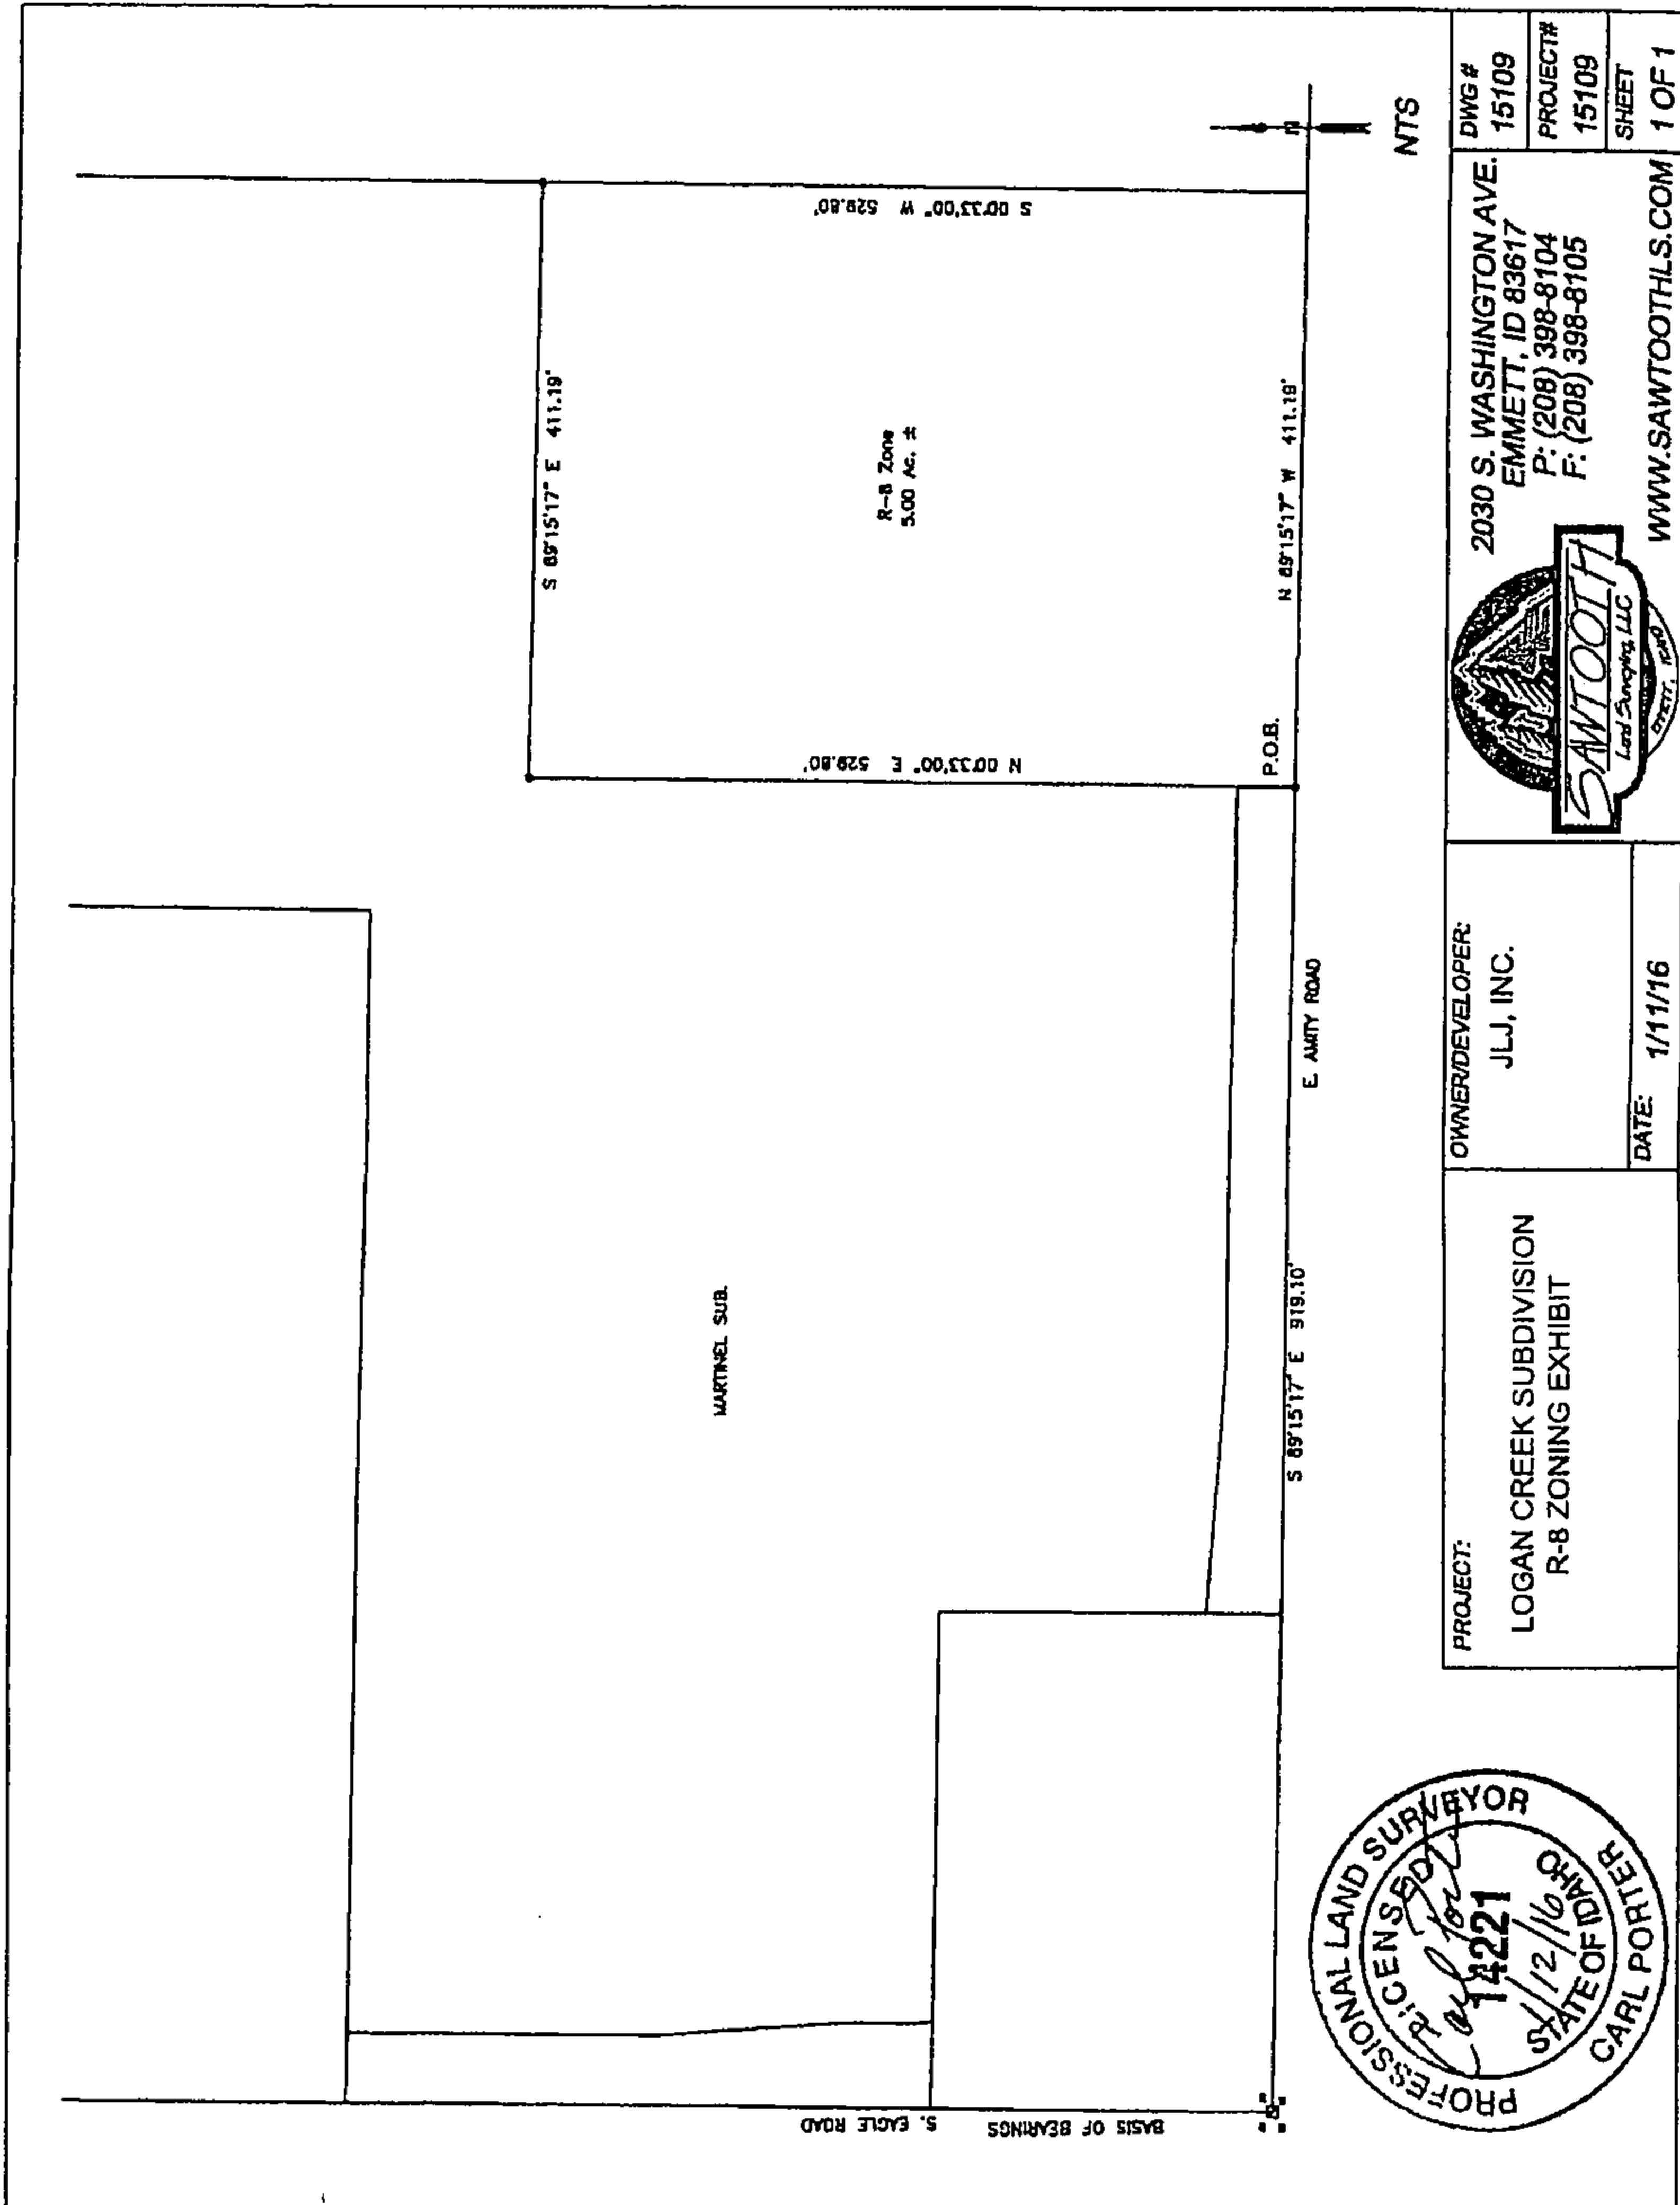 S 89°15'17" E 411.19'
S 00°33'00" W 529.80'
R-8 Zone
5.00 Ac. ±
N 00°33'00" E 529.80'
N 89°15'17" W 411.19'
P.O.B.
MARTINEL SUB.
E. AMITY ROAD
S 89°15'17" E 919.10'
S. EAGLE ROAD
BASIS OF BEARINGS
NTS
PROFESSIONAL LAND SURVEYOR
LICENSED
14221
1/12/16
STATE OF IDAHO
CARL PORTER
PROJECT:
LOGAN CREEK SUBDIVISION
R-8 ZONING EXHIBIT
OWNER/DEVELOPER:
JLJ, INC.
DATE: 1/11/16
SAWTOOTH
Land Surveying, LLC
2030 S. WASHINGTON AVE.
EMMETT, ID 83617
P: (208) 398-8104
F: (208) 398-8105
WWW.SAWTOOTHLS.COM
DWG #
15109
PROJECT#
15109
SHEET
1 OF 1